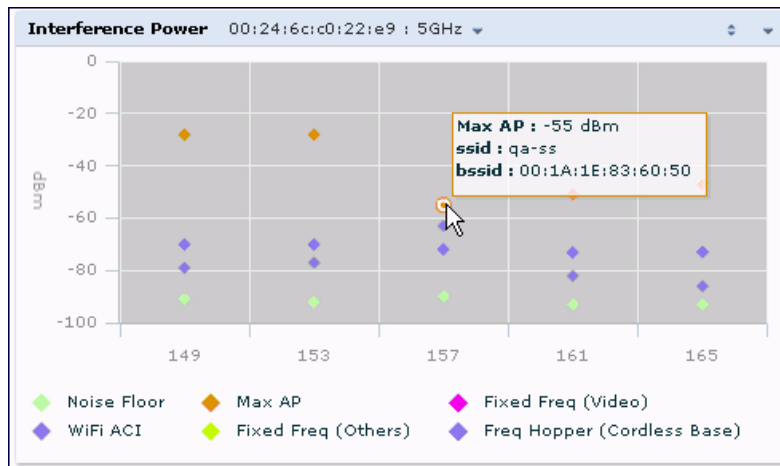 Interference Power 00:24:6c:c0:22:e9 : 5GHz
0
-20
-40
-60
-80
-100
dBm
Max AP : -55 dBm
ssid : qa-ss
bssid : 00:1A:1E:83:60:50
149 153 157 161 165
Noise Floor Max AP Fixed Freq (Video)
WiFi ACI Fixed Freq (Others) Freq Hopper (Cordless Base)